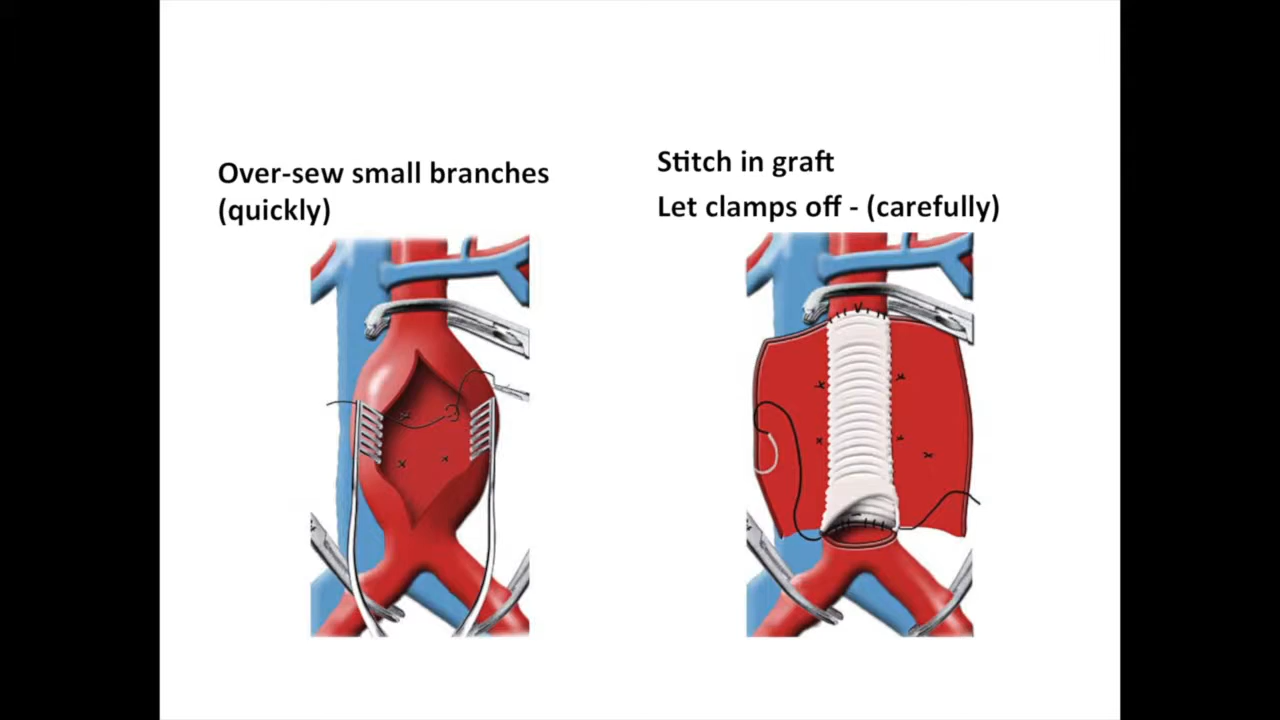 Over-sew small branches
(quickly)
Stitch in graft
Let clamps off - (carefully)